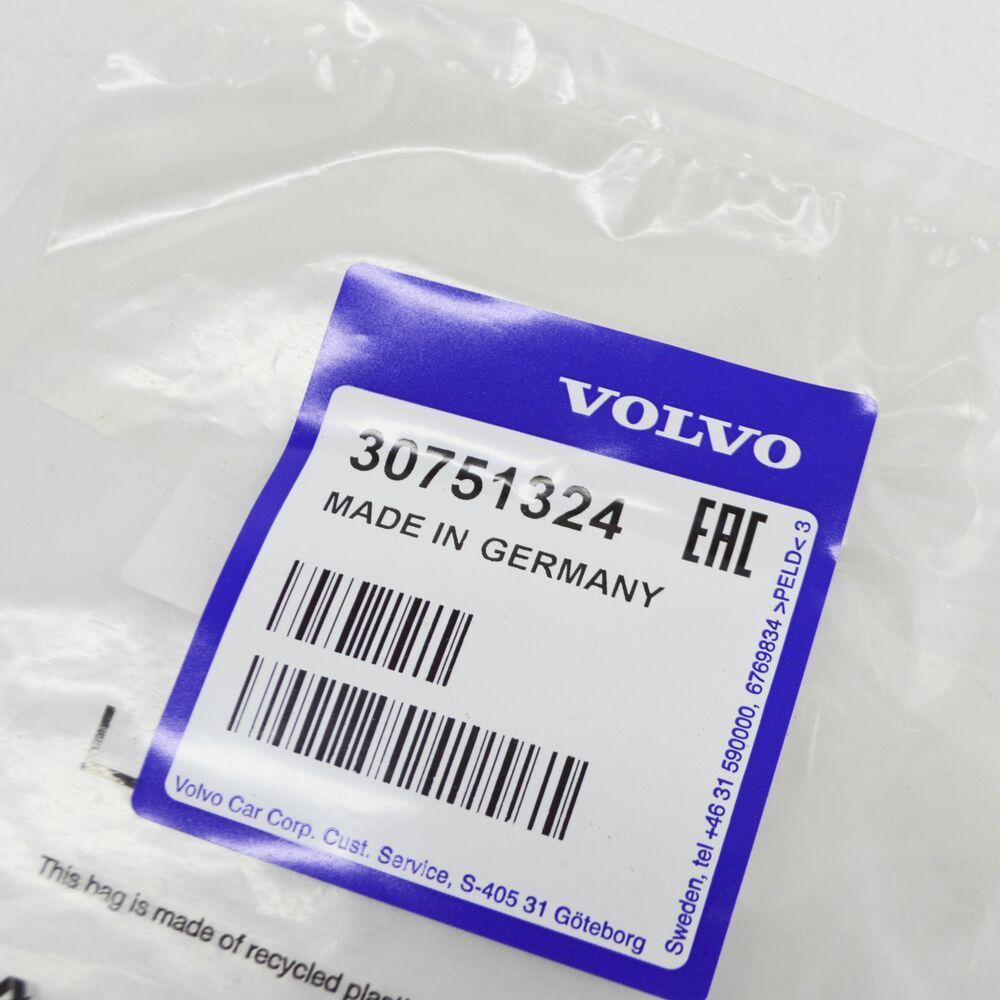 VOLVO
30751324
EAC
MADE IN GERMANY
Volvo Car Corp. Cust. Service, S-405 31 Göteborg
Sweden, tel +46 31 590000, 6769834 >PELD< 3
This bag is made of recycled